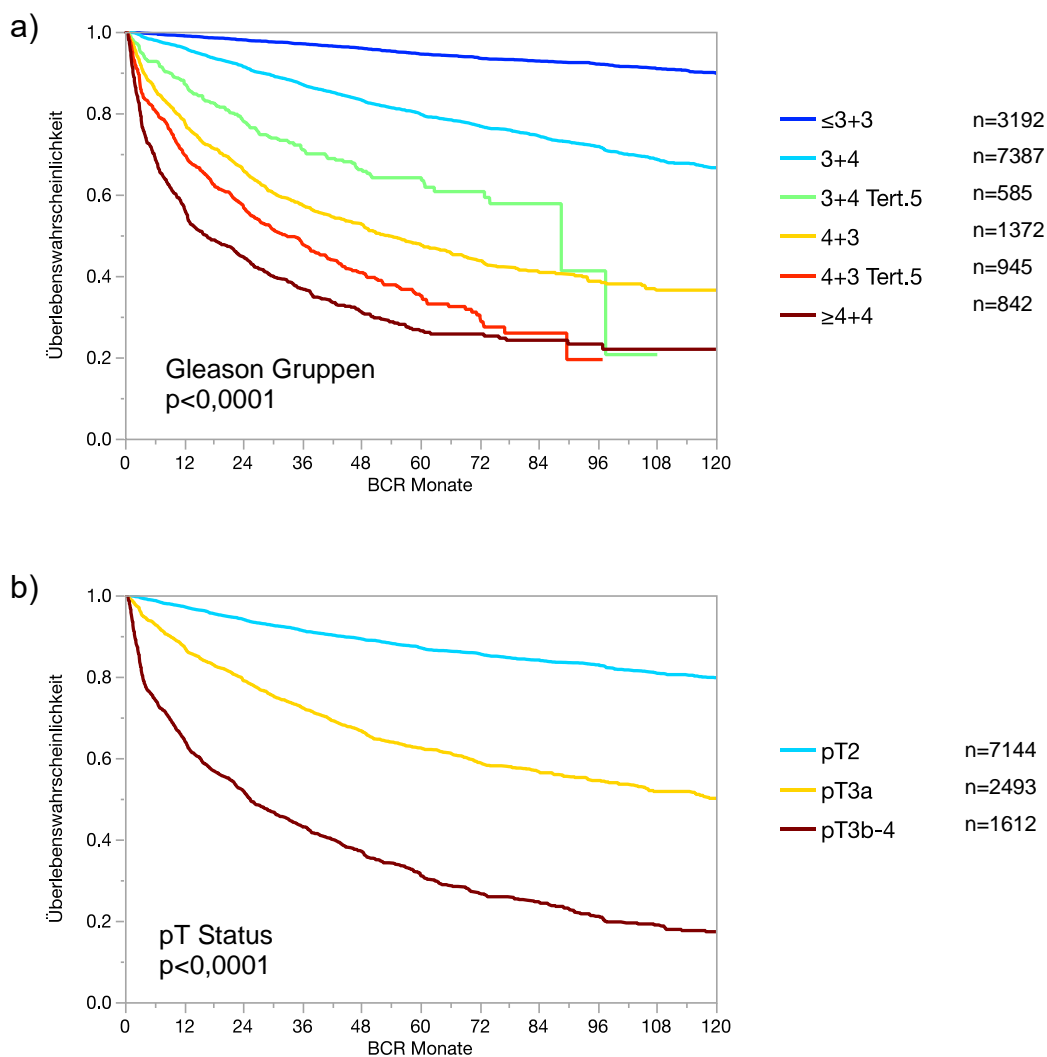 a)
1.0
0.8
0.6
0.4
0.2
0.0
Überlebenswahrscheinlichkeit
Gleason Gruppen
p<0,0001
0 12 24 36 48 60 72 84 96 108 120
BCR Monate
≤3+3 n=3192
3+4 n=7387
3+4 Tert.5 n=585
4+3 n=1372
4+3 Tert.5 n=945
≥4+4 n=842
b)
1.0
0.8
0.6
0.4
0.2
0.0
Überlebenswahrscheinlichkeit
pT Status
p<0,0001
0 12 24 36 48 60 72 84 96 108 120
BCR Monate
pT2 n=7144
pT3a n=2493
pT3b-4 n=1612